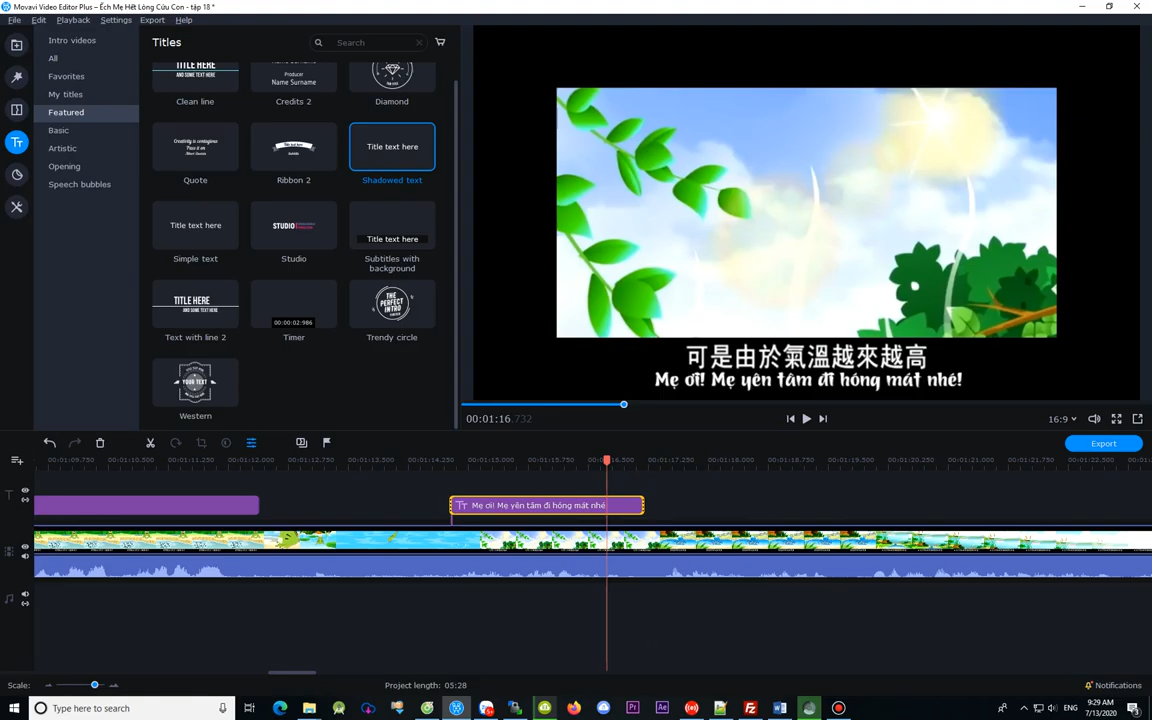 Movavi Video Editor Plus – Ếch Mẹ Hết Lòng Cứu Con - tập 18 *
File Edit Playback Settings Export Help
Intro videos
All
Favorites
My titles
Featured
Basic
Artistic
Opening
Speech bubbles
Titles
Search
TITLE HERE
AND SOME TEXT HERE
Clean line
Producer
Name Surname
Credits 2
Diamond
Quote
Ribbon 2
Title text here
Shadowed text
Title text here
Simple text
STUDIO
Studio
Title text here
Subtitles with background
TITLE HERE
AND SOME TEXT HERE
Text with line 2
00:00:02:986
Timer
THE PERFECT INTRO
Trendy circle
YOUR TEXT
Western
可是由於氣溫越來越高
Mẹ ơi! Mẹ yên tâm đi hóng mát nhé!
00:01:16.732
16:9
Export
00:01:09.750 00:01:10.500 00:01:11.250 00:01:12.000 00:01:12.750 00:01:13.500 00:01:14.250 00:01:15.000 00:01:15.750 00:01:16.500 00:01:17.250 00:01:18.000 00:01:18.750 00:01:19.500 00:01:20.250 00:01:21.000 00:01:21.750 00:01:22.500
Mẹ ơi! Mẹ yên tâm đi hóng mát nhé
Scale:
Project length: 05:28
Notifications
Type here to search
ENG
9:29 AM
7/13/2020